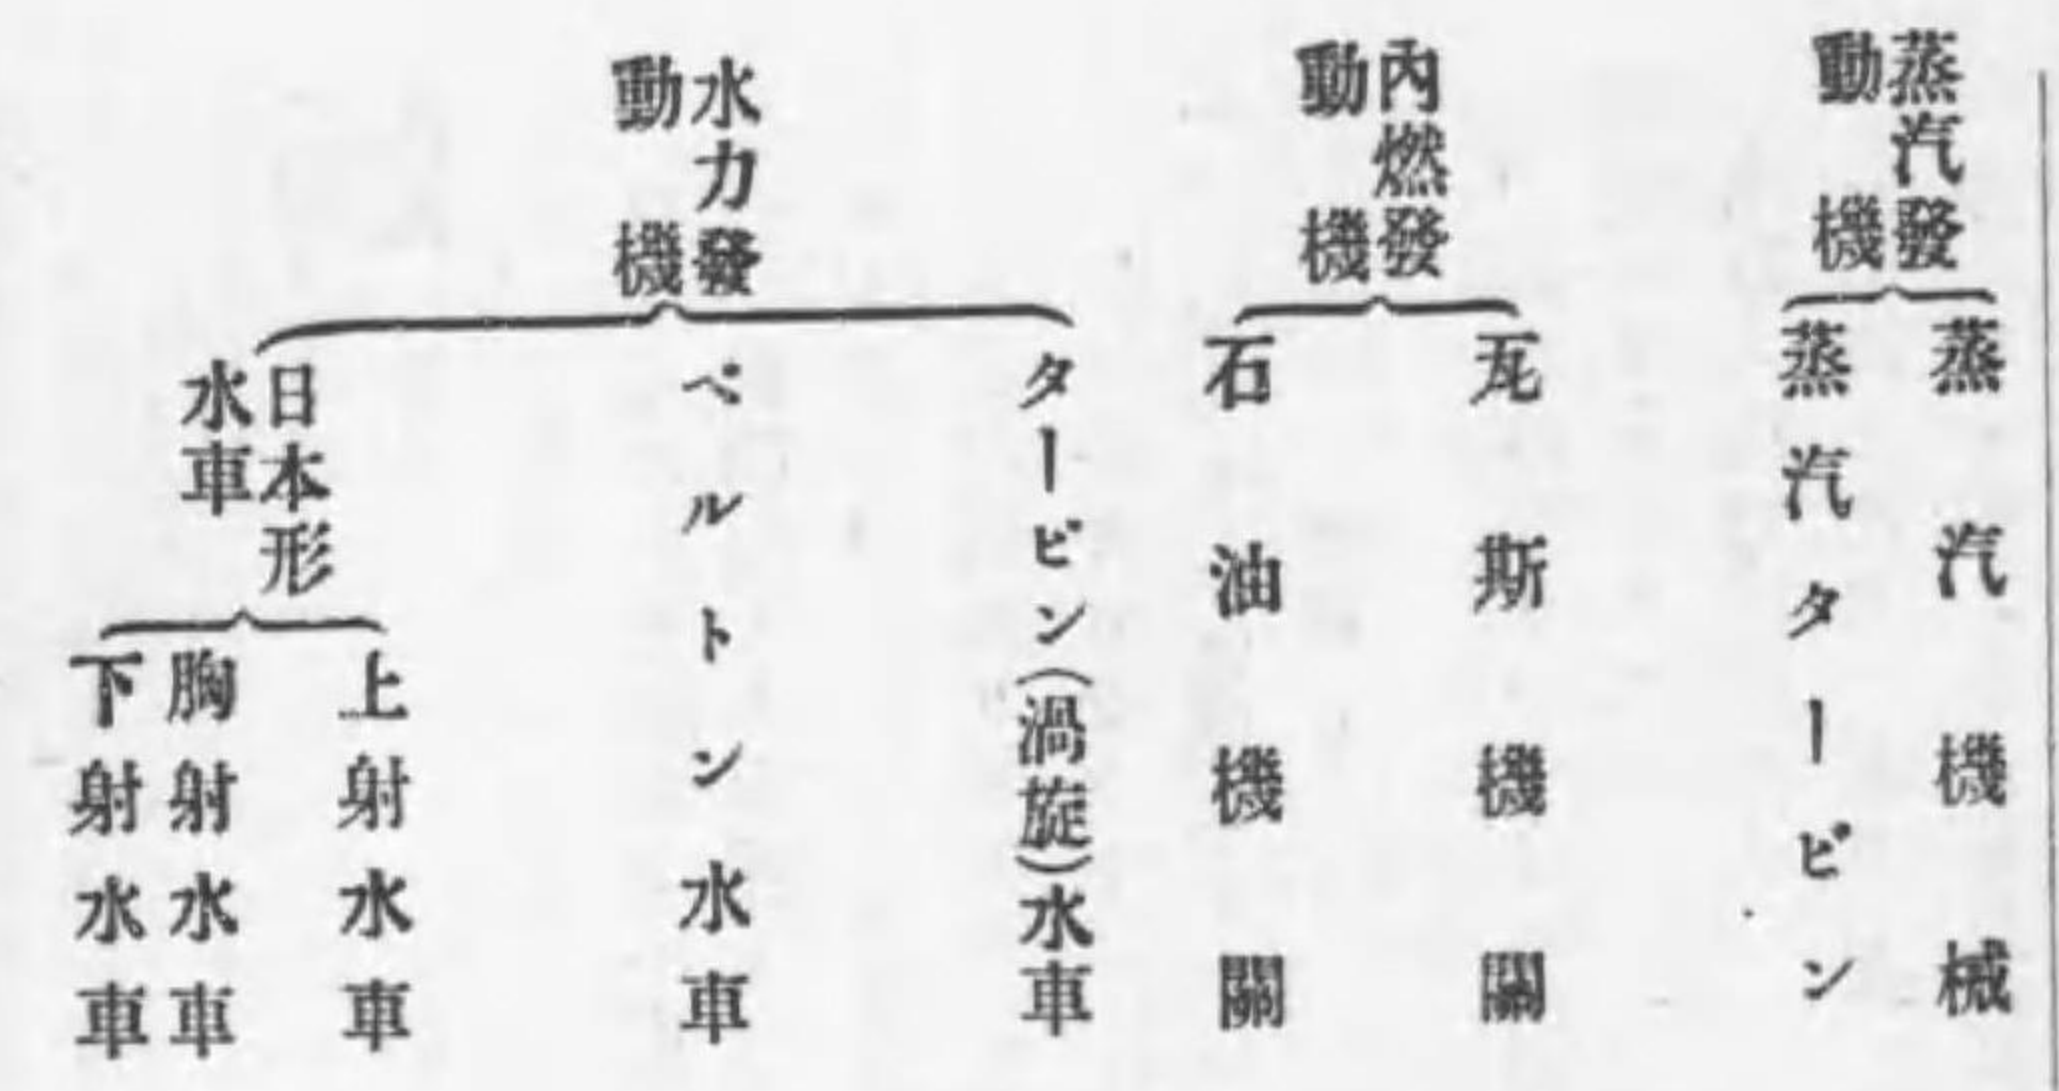 蒸汽發
動機
蒸汽機械
蒸汽タービン
內燃發
動機
瓦斯機關
石油機關
水力發
動機
タービン(渦旋)水車
ペルトン水車
日本形
水車
上射水車
胸射水車
下射水車